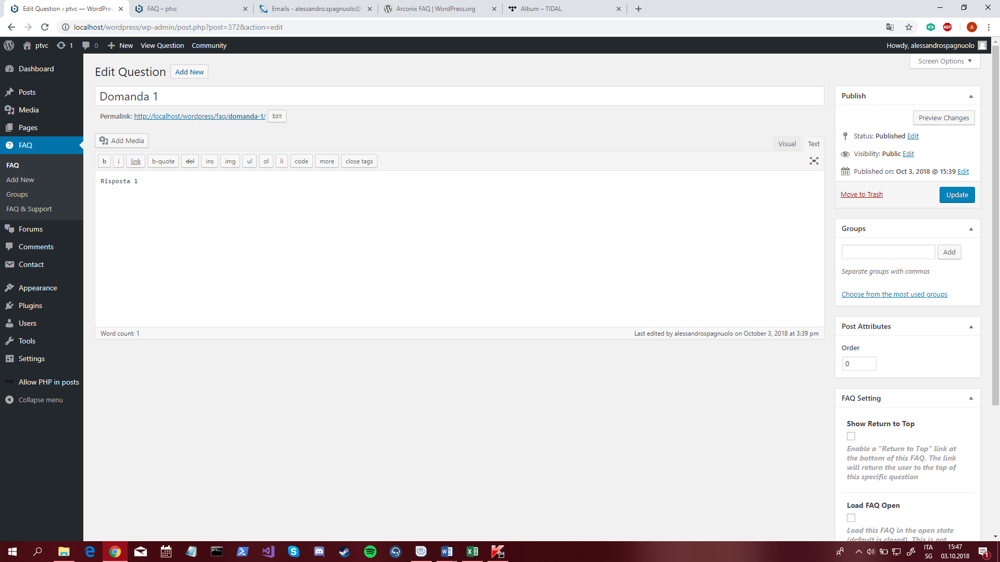 Edit Question ‹ ptvc — WordPres
FAQ – ptvc
Emails - alessandro.spagnuolo@
Arconix FAQ | WordPress.org
Album – TIDAL
localhost/wordpress/wp-admin/post.php?post=372&action=edit
ABP
A
ptvc
1
0
New
View Question
Community
Howdy, alessandrospagnuolo
Dashboard
Posts
Media
Pages
FAQ
FAQ
Add New
Groups
FAQ & Support
Forums
Comments
Contact
Appearance
Plugins
Users
Tools
Settings
PHP Allow PHP in posts
Collapse menu
Screen Options
Edit Question Add New
Domanda 1
Permalink: http://localhost/wordpress/faq/domanda-1/ Edit
Add Media
Visual Text
b i link b-quote del ins img ul ol li code more close tags
Risposta 1
Word count: 1
Last edited by alessandrospagnuolo on October 3, 2018 at 3:39 pm
Publish
Preview Changes
Status: Published Edit
Visibility: Public Edit
Published on: Oct 3, 2018 @ 15:39 Edit
Move to Trash
Update
Groups
Add
Separate groups with commas
Choose from the most used groups
Post Attributes
Order
0
FAQ Setting
Show Return to Top
Enable a "Return to Top" link at
the bottom of this FAQ. The link
will return the user to the top of
this specific question
Load FAQ Open
Load this FAQ in the open state
(default is closed). This is not
ITA
SG
15:47
03.10.2018
1